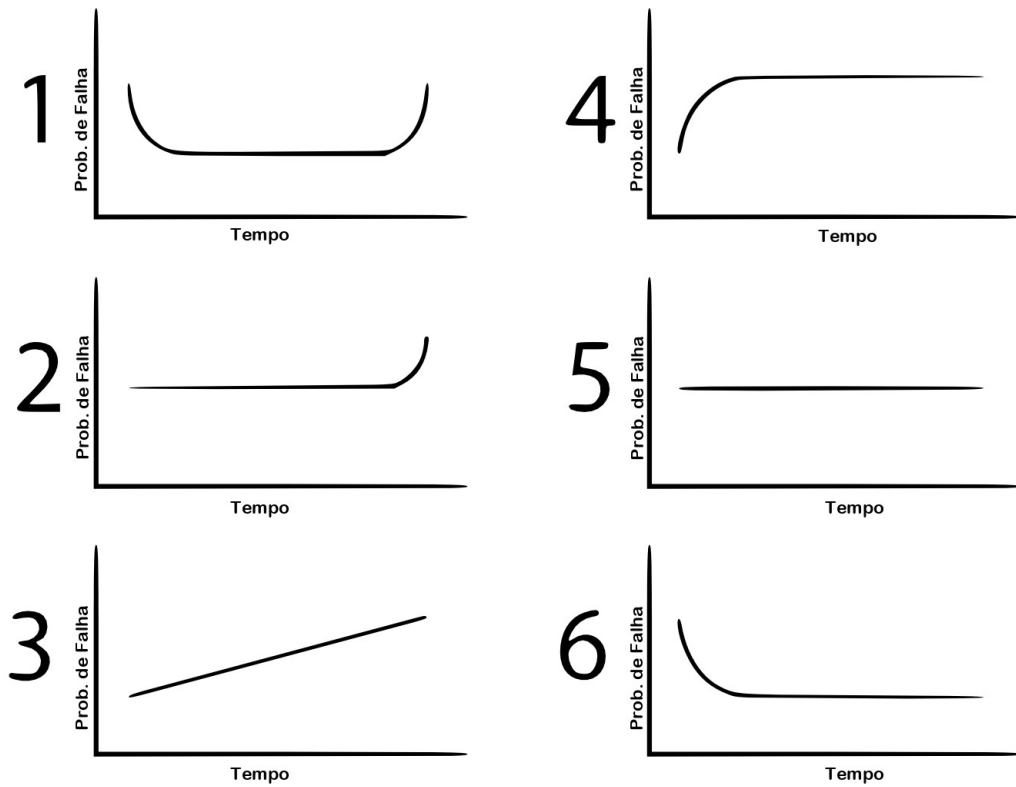 1
Prob. de Falha
Tempo
4
Prob. de Falha
Tempo
2
Prob. de Falha
Tempo
5
Prob. de Falha
Tempo
3
Prob. de Falha
Tempo
6
Prob. de Falha
Tempo